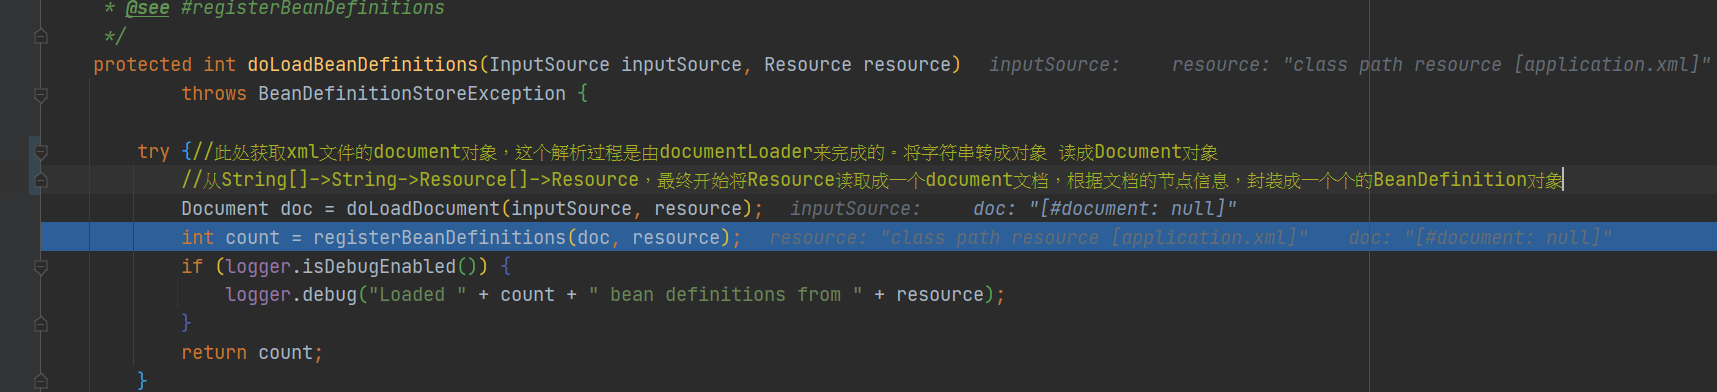 * @see #registerBeanDefinitions
*/
protected int doLoadBeanDefinitions(InputSource inputSource, Resource resource) inputSource: resource: "class path resource [application.xml]"
throws BeanDefinitionStoreException {
try {//此处获取xml文件的document对象，这个解析过程是由documentLoader来完成的。将字符串转成对象 读成Document对象
//从String[]->String->Resource[]->Resource，最终开始将Resource读取成一个document文档，根据文档的节点信息，封装成一个个的BeanDefinition对象
Document doc = doLoadDocument(inputSource, resource); inputSource: doc: "[#document: null]"
int count = registerBeanDefinitions(doc, resource); resource: "class path resource [application.xml]" doc: "[#document: null]"
if (logger.isDebugEnabled()) {
logger.debug("Loaded " + count + " bean definitions from " + resource);
}
return count;
}